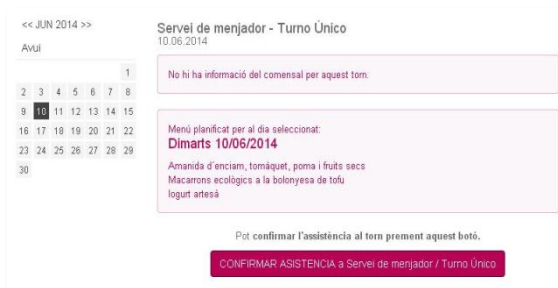 << JUN 2014 >>
Avui
1
2 3 4 5 6 7 8
9 10 11 12 13 14 15
16 17 18 19 20 21 22
23 24 25 26 27 28 29
30
Servei de menjador - Turno Único
10.06.2014
No hi ha informació del comensal per aquest torn.
Menú planificat per al dia seleccionat:
Dimarts 10/06/2014
Amanida d´enciam, tomàquet, poma i fruits secs
Macarrons ecològics a la bolonyesa de tofu
Iogurt artesà
Pot confirmar l'assistència al torn prement aquest botó.
CONFIRMAR ASISTENCIA a Servei de menjador / Turno Único